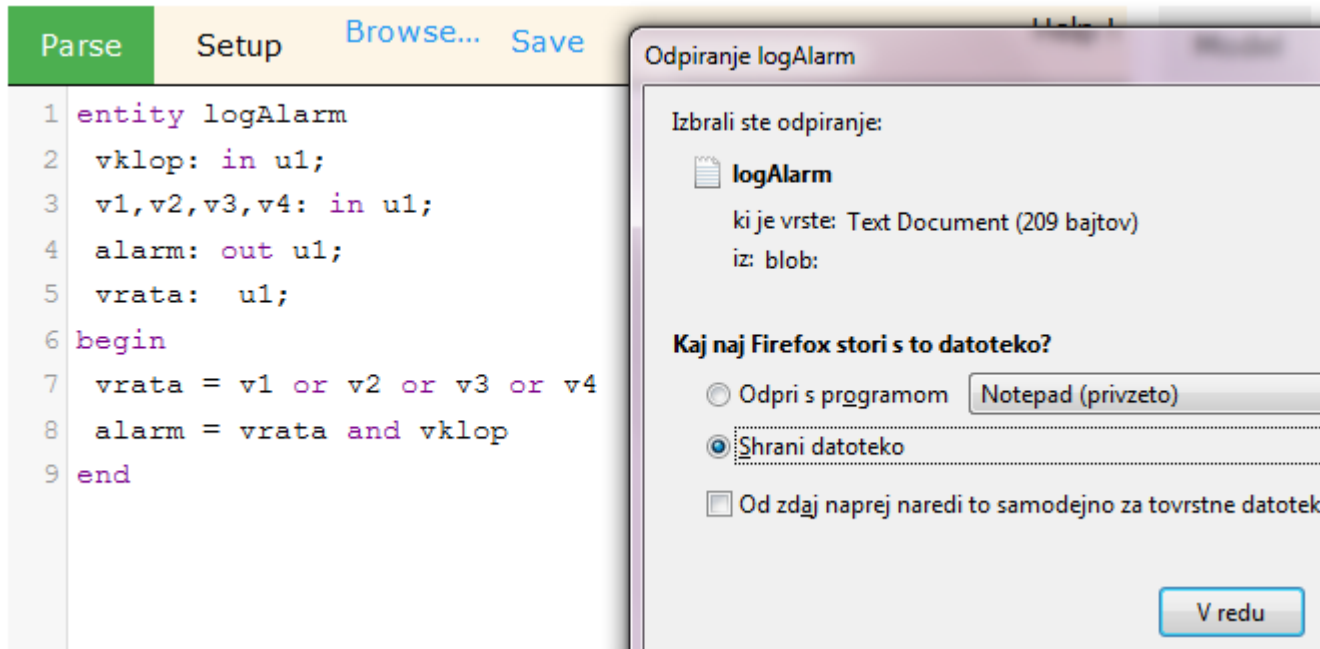 Parse Setup Browse... Save
1 entity logAlarm
2 vklop: in u1;
3 v1,v2,v3,v4: in u1;
4 alarm: out u1;
5 vrata:  u1;
6 begin
7 vrata = v1 or v2 or v3 or v4
8 alarm = vrata and vklop
9 end
Odpiranje logAlarm
Izbrali ste odpiranje:
logAlarm
ki je vrste: Text Document (209 bajtov)
iz: blob:
Kaj naj Firefox stori s to datoteko?
Odpri s programom Notepad (privzeto)
Shrani datoteko
Od zdaj naprej naredi to samodejno za tovrstne datotek
V redu